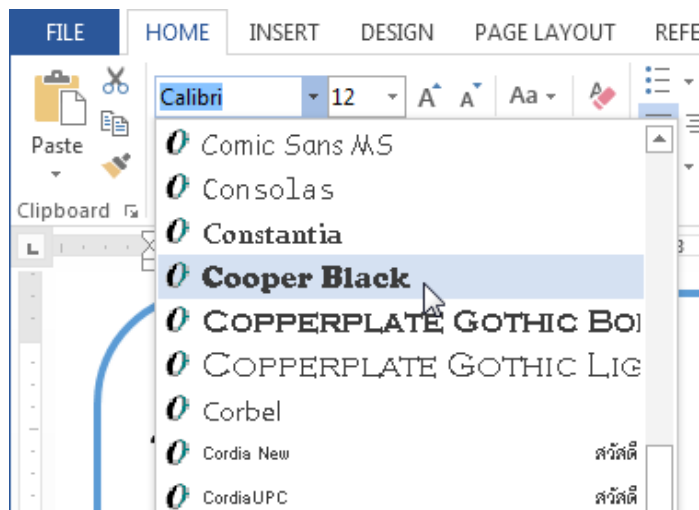 FILE HOME INSERT DESIGN PAGE LAYOUT REFE
Calibri 12 Aa
Paste
Clipboard
Comic Sans MS
Consolas
Constantia
Cooper Black
COPPERPLATE GOTHIC BO
COPPERPLATE GOTHIC LIG
Corbel
Cordia New สวัสดี
CordiaUPC สวัสดี